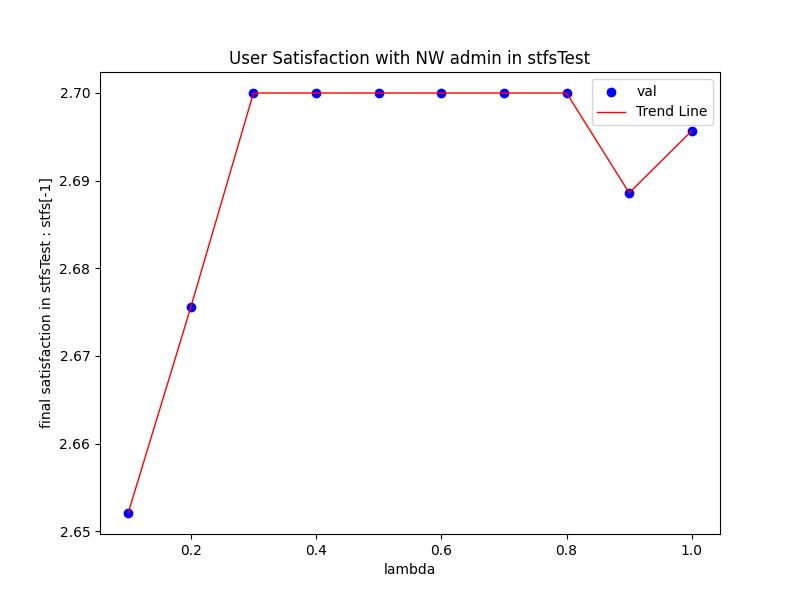 User Satisfaction with NW admin in stfsTest
val
Trend Line
final satisfaction in stfsTest : stfs[-1]
2.70
2.69
2.68
2.67
2.66
2.65
0.2 0.4 0.6 0.8 1.0
lambda